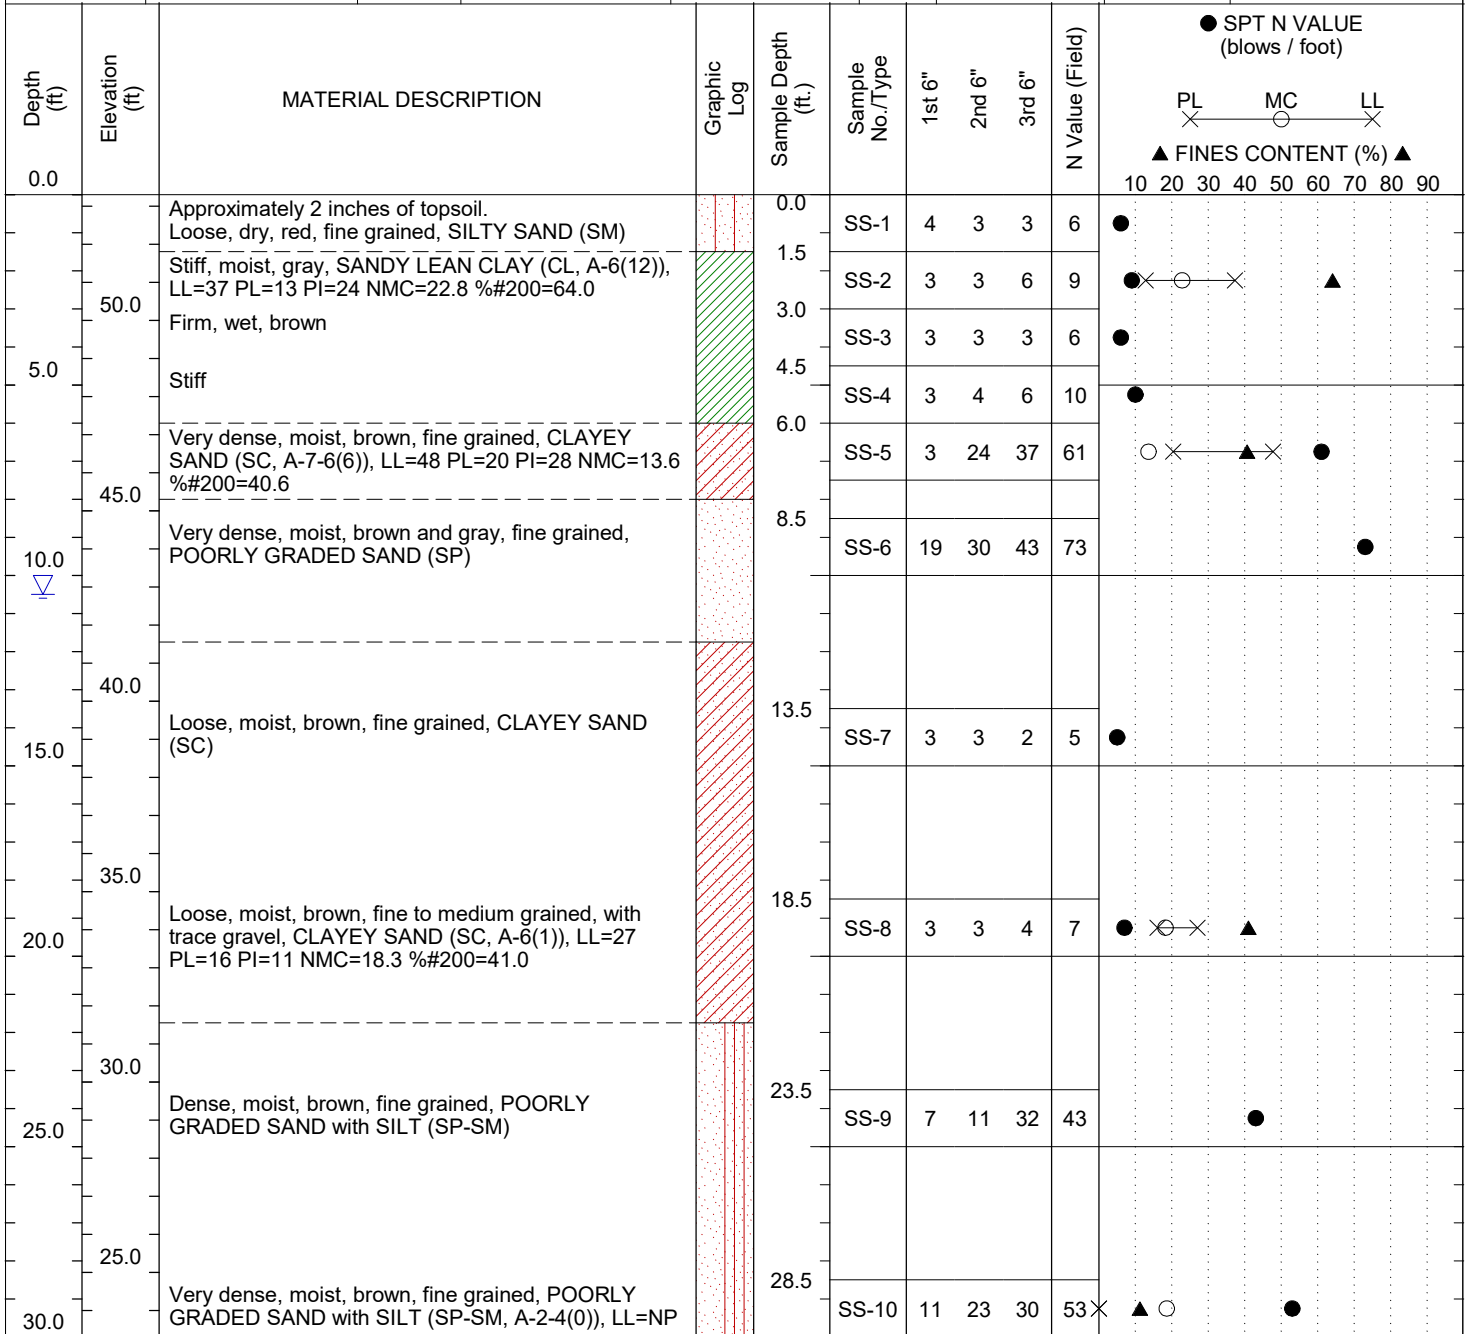 Depth (ft)
Elevation (ft)
MATERIAL DESCRIPTION
Graphic Log
Sample Depth (ft.)
Sample No./Type
1st 6"
2nd 6"
3rd 6"
N Value (Field)
SPT N VALUE
(blows / foot)
PL MC LL
FINES CONTENT (%)
10 20 30 40 50 60 70 80 90
0.0
0.0
Approximately 2 inches of topsoil.
Loose, dry, red, fine grained, SILTY SAND (SM)
SS-1 4 3 3 6
1.5
Stiff, moist, gray, SANDY LEAN CLAY (CL, A-6(12)),
LL=37 PL=13 PI=24 NMC=22.8 %#200=64.0
SS-2 3 3 6 9
50.0
3.0
Firm, wet, brown
SS-3 3 3 3 6
5.0
4.5
Stiff
SS-4 3 4 6 10
6.0
Very dense, moist, brown, fine grained, CLAYEY
SAND (SC, A-7-6(6)), LL=48 PL=20 PI=28 NMC=13.6
%#200=40.6
SS-5 3 24 37 61
45.0
8.5
Very dense, moist, brown and gray, fine grained,
POORLY GRADED SAND (SP)
SS-6 19 30 43 73
10.0
40.0
13.5
Loose, moist, brown, fine grained, CLAYEY SAND
(SC)
SS-7 3 3 2 5
15.0
35.0
18.5
Loose, moist, brown, fine to medium grained, with
trace gravel, CLAYEY SAND (SC, A-6(1)), LL=27
PL=16 PI=11 NMC=18.3 %#200=41.0
SS-8 3 3 4 7
20.0
30.0
23.5
Dense, moist, brown, fine grained, POORLY
GRADED SAND with SILT (SP-SM)
SS-9 7 11 32 43
25.0
25.0
28.5
Very dense, moist, brown, fine grained, POORLY
GRADED SAND with SILT (SP-SM, A-2-4(0)), LL=NP
SS-10 11 23 30 53
30.0